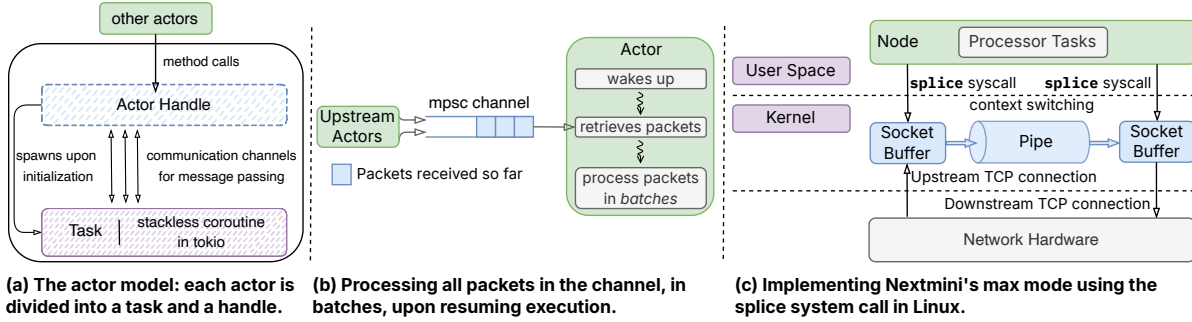 other actors
method calls
Actor Handle
spawns upon
initialization
communication channels
for message passing
Task
stackless coroutine
in tokio
(a) The actor model: each actor is
divided into a task and a handle.
Upstream
Actors
mpsc channel
Packets received so far
Actor
wakes up
retrieves packets
process packets
in batches
(b) Processing all packets in the channel, in
batches, upon resuming execution.
Node
Processor Tasks
User Space
splice syscall
splice syscall
context switching
Kernel
Socket
Buffer
Pipe
Socket
Buffer
Upstream TCP connection
Downstream TCP connection
Network Hardware
(c) Implementing Nextmini's max mode using the
splice system call in Linux.